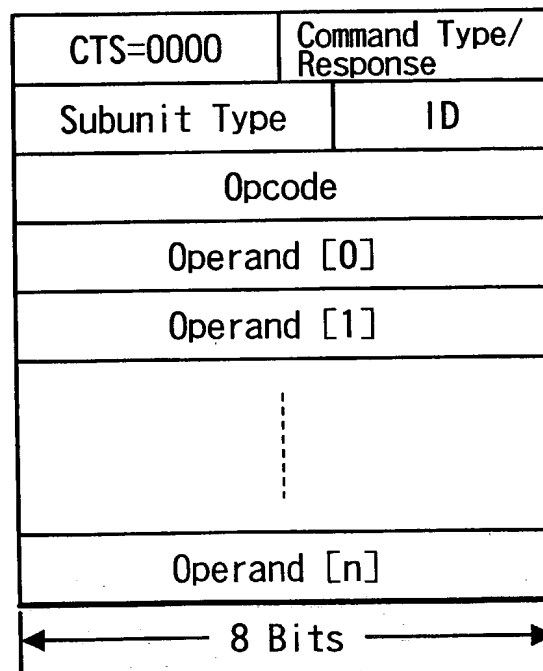 CTS=0000
Command Type/
Response
Subunit Type
ID
Opcode
Operand [0]
Operand [1]
Operand [n]
8 Bits